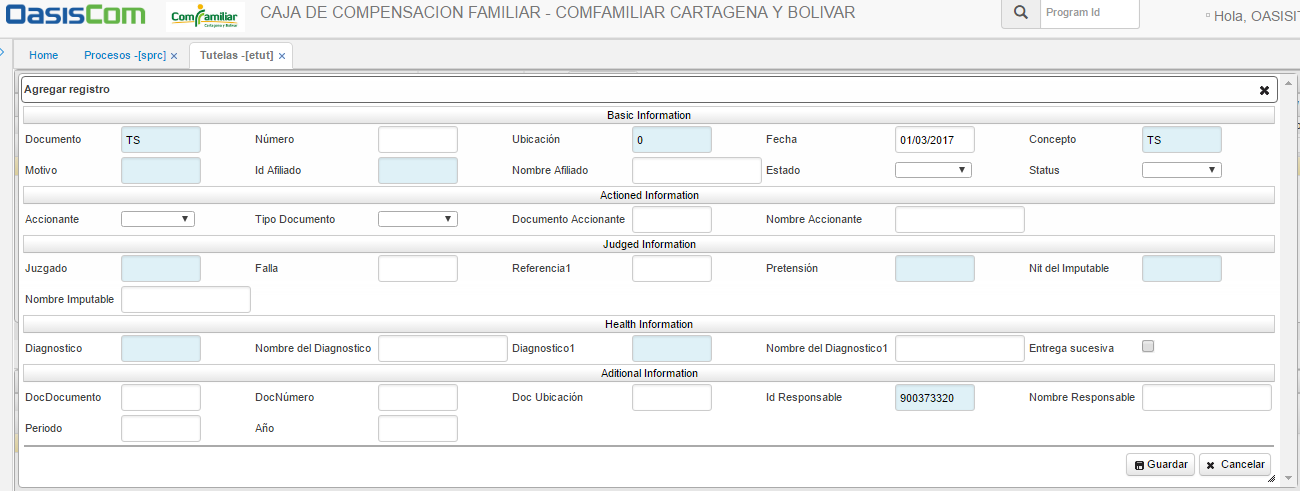 OasisCom ComFamiliar Cartagena y Bolívar CAJA DE COMPENSACION FAMILIAR - COMFAMILIAR CARTAGENA Y BOLIVAR Program Id Hola, OASISIT
Home Procesos -[sprc] x Tutelas -[etut] x
Agregar registro
Basic Information
Documento TS Número Ubicación 0 Fecha 01/03/2017 Concepto TS
Motivo Id Afiliado Nombre Afiliado Estado Status
Actioned Information
Accionante Tipo Documento Documento Accionante Nombre Accionante
Judged Information
Juzgado Falla Referencia1 Pretensión Nit del Imputable
Nombre Imputable
Health Information
Diagnostico Nombre del Diagnostico Diagnostico1 Nombre del Diagnostico1 Entrega sucesiva
Aditional Information
DocDocumento DocNúmero Doc Ubicación Id Responsable 900373320 Nombre Responsable
Periodo Año
Guardar Cancelar